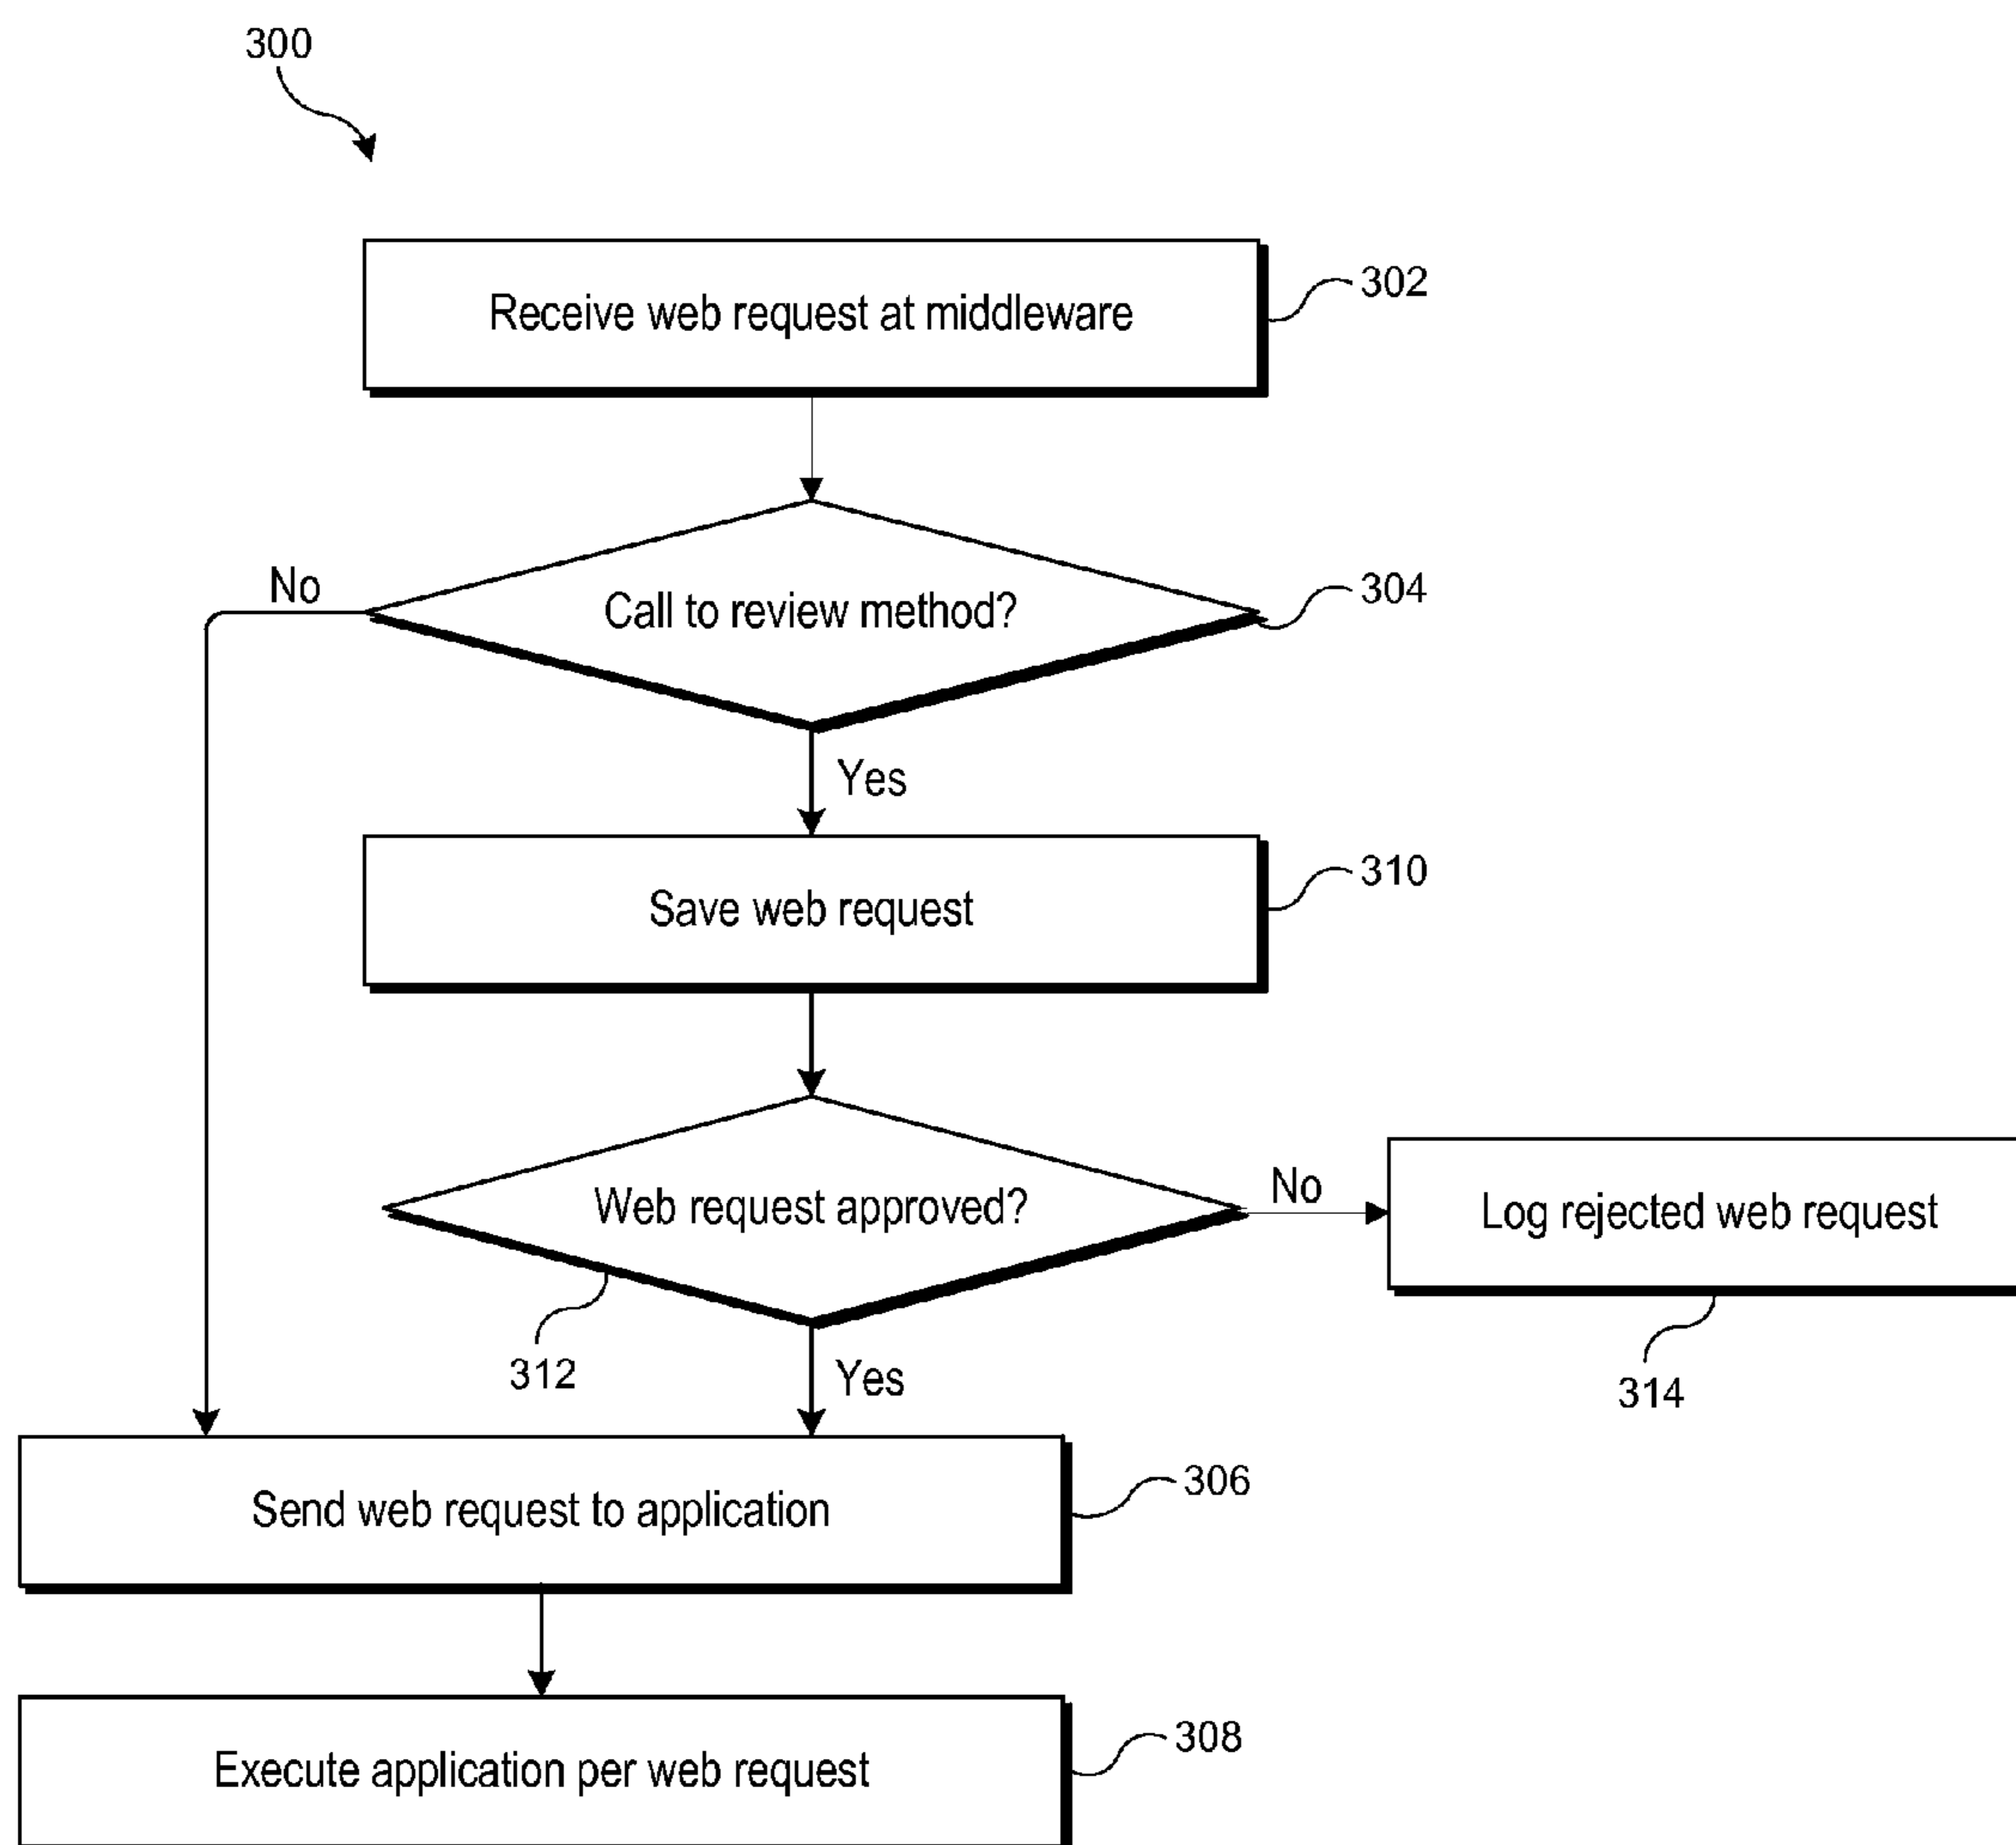 300
Receive web request at middleware
302
Call to review method?
304
No
Yes
Save web request
310
Web request approved?
312
No
Log rejected web request
314
Yes
Send web request to application
306
Execute application per web request
308